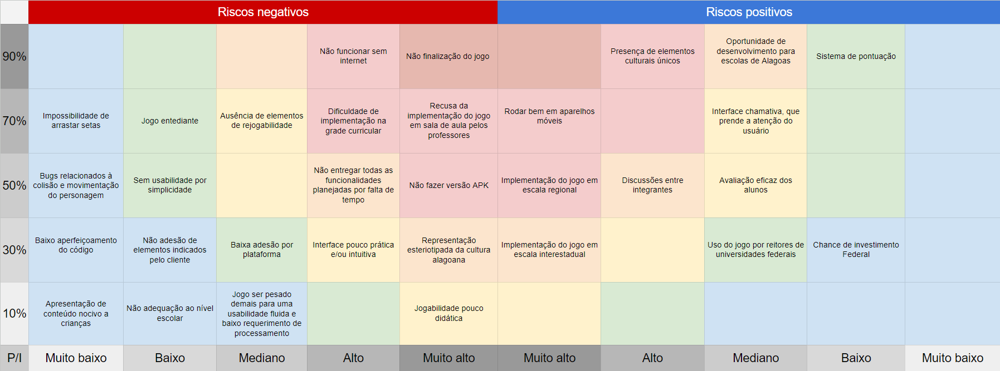 Riscos negativos
Riscos positivos
90%
Não funcionar sem
internet
Não finalização do jogo
Presença de elementos
culturais únicos
Oportunidade de
desenvolvimento para
escolas de Alagoas
Sistema de pontuação
70%
Impossibilidade de
arrastar setas
Jogo entediante
Ausência de elementos
de rejogabilidade
Dificuldade de
implementação na
grade curricular
Recusa da
implementação do jogo
em sala de aula pelos
professores
Rodar bem em aparelhos
móveis
Interface chamativa, que
prende a atenção do
usuário
50%
Bugs relacionados à
colisão e movimentação
do personagem
Sem usabilidade por
simplicidade
Não entregar todas as
funcionalidades
planejadas por falta de
tempo
Não fazer versão APK
Implementação do jogo em
escala regional
Discussões entre
integrantes
Avaliação eficaz dos
alunos
30%
Baixo aperfeiçoamento
do código
Não adesão de
elementos indicados
pelo cliente
Baixa adesão por
plataforma
Interface pouco prática
e/ou intuitiva
Representação
esteriotipada da cultura
alagoana
Implementação do jogo em
escala interestadual
Uso do jogo por reitores de
universidades federais
Chance de investimento
Federal
10%
Apresentação de
conteúdo nocivo a
crianças
Não adequação ao nível
escolar
Jogo ser pesado
demais para uma
usabilidade fluida e
baixo requerimento de
processamento
Jogabilidade pouco
didática
P/I
Muito baixo
Baixo
Mediano
Alto
Muito alto
Muito alto
Alto
Mediano
Baixo
Muito baixo